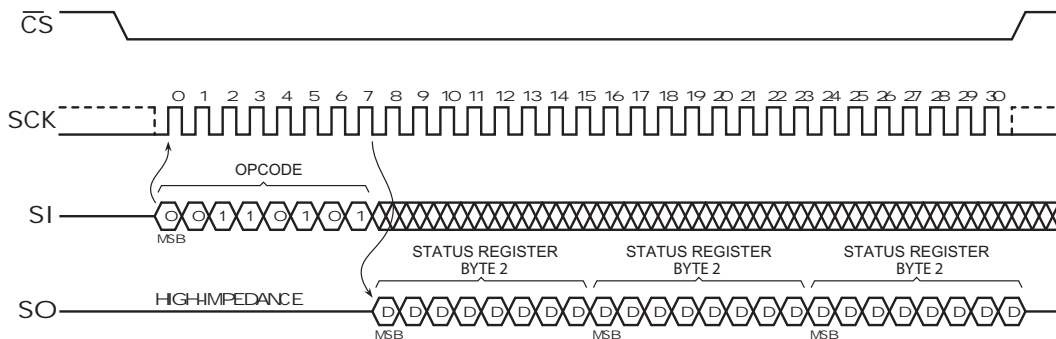 CS
0 1 2 3 4 5 6 7 8 9 10 11 12 13 14 15 16 17 18 19 20 21 22 23 24 25 26 27 28 29 30
SCK
OPCODE
SI 0 0 1 1 0 1 0 1
MSB
STATUS REGISTER BYTE 2
STATUS REGISTER BYTE 2
STATUS REGISTER BYTE 2
HIGH-IMPEDANCE
SO D D D D D D D D D D D D D D D D D D D D D D D D
MSB MSB MSB